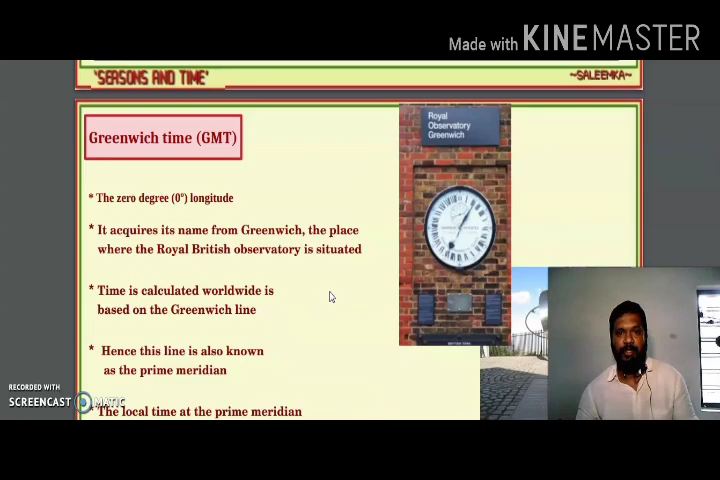 Made with KINEMASTER
'SERSONS AND TIME'
~SALEEMKA~
Greenwich time (GMT)
Royal
Observatory
Greenwich
* The zero degree (0º) longitude
* It acquires its name from Greenwich, the place
where the Royal British observatory is situated
* Time is calculated worldwide is
based on the Greenwich line
* Hence this line is also known
as the prime meridian
* The local time at the prime meridian
RECORDED WITH
SCREENCAST MATIC